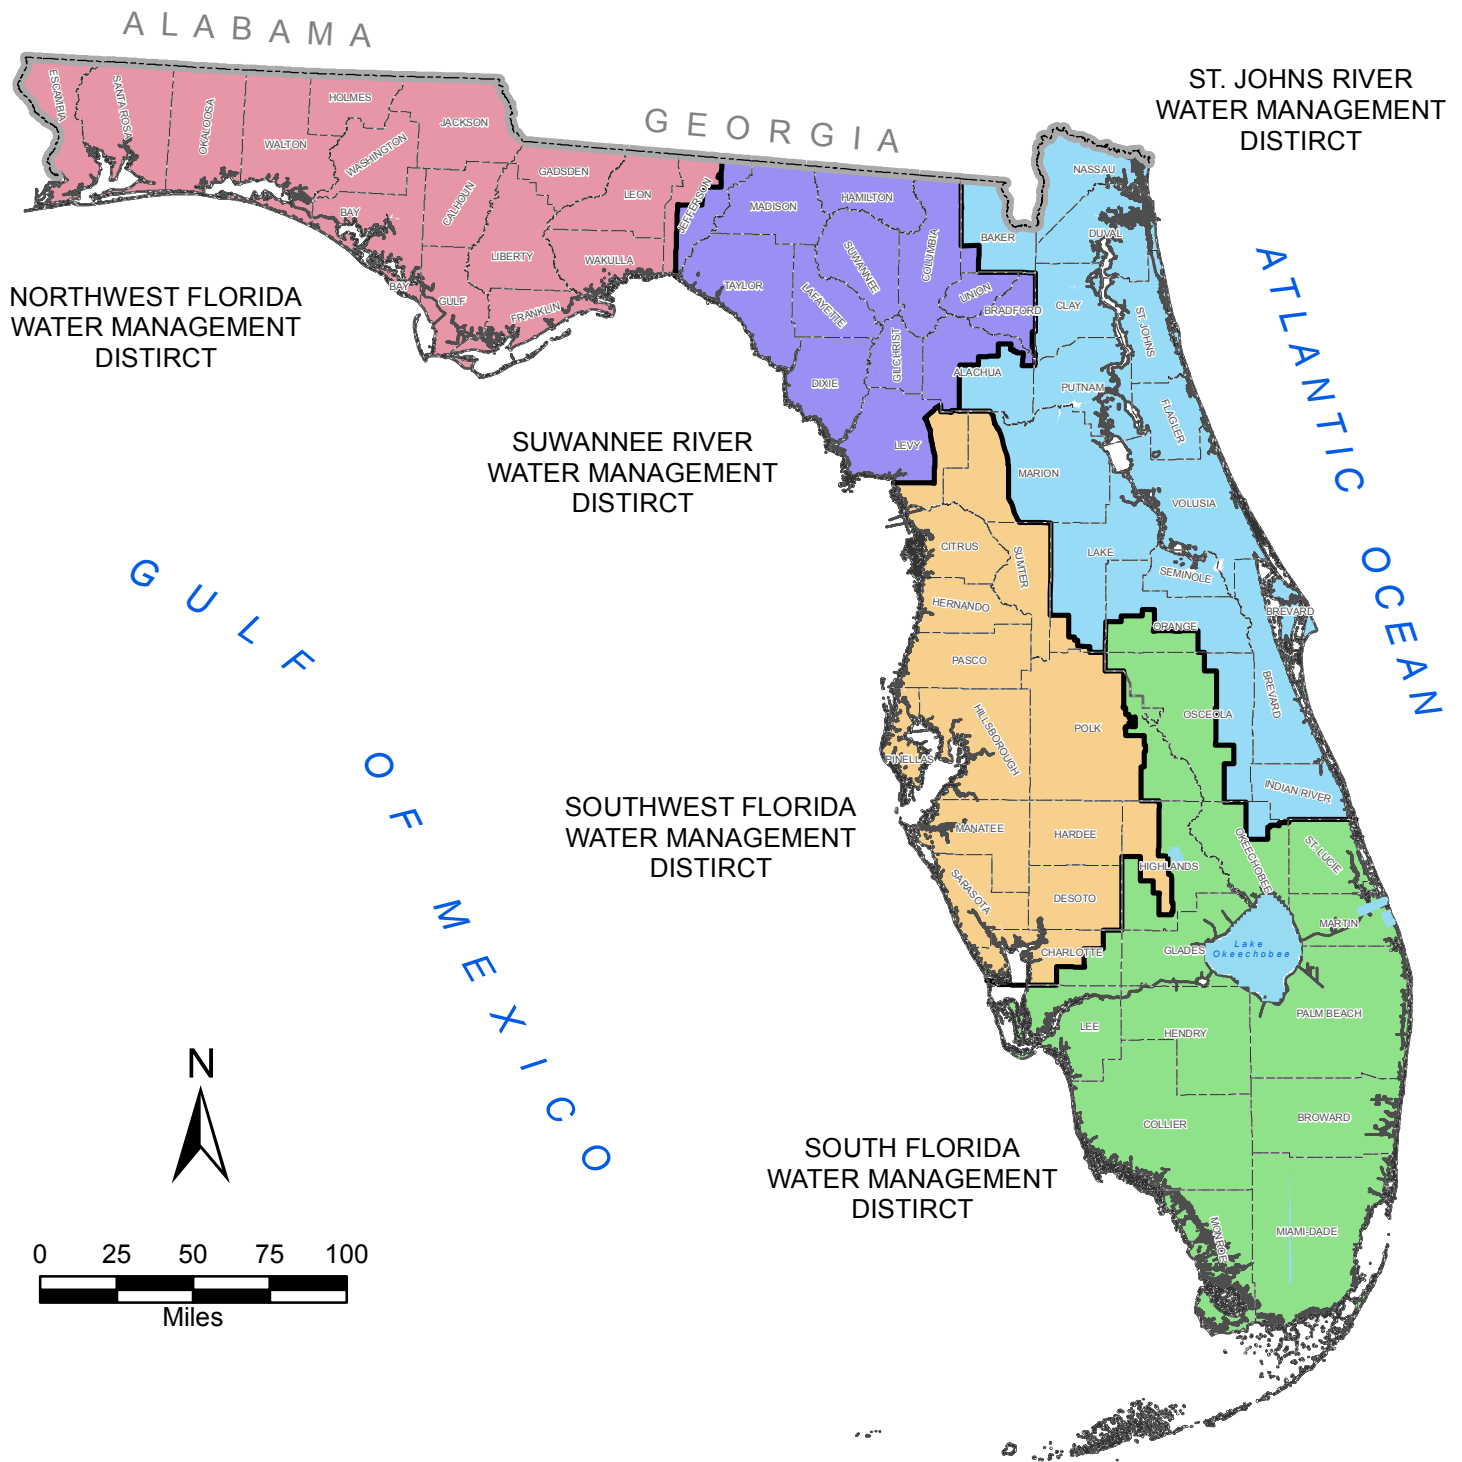 ALABAMA
GEORGIA
ST. JOHNS RIVER
WATER MANAGEMENT
DISTIRCT
ESCAMBIA
SANTA ROSA
OKALOOSA
HOLMES
WALTON
WASHINGTON
JACKSON
BAY
BAY
CALHOUN
GULF
GADSDEN
LIBERTY
FRANKLIN
LEON
WAKULLA
JEFFERSON
MADISON
HAMILTON
TAYLOR
LAFAYETTE
SUWANNEE
COLUMBIA
UNION
BRADFORD
DIXIE
GILCHRIST
ALACHUA
LEVY
BAKER
NASSAU
DUVAL
CLAY
ST. JOHNS
PUTNAM
FLAGLER
MARION
VOLUSIA
LAKE
SEMINOLE
ORANGE
BREVARD
BREVARD
INDIAN RIVER
NORTHWEST FLORIDA
WATER MANAGEMENT
DISTIRCT
SUWANNEE RIVER
WATER MANAGEMENT
DISTIRCT
ATLANTIC OCEAN
GULF OF MEXICO
CITRUS
SUMTER
HERNANDO
PASCO
HILLSBOROUGH
PINELLAS
POLK
MANATEE
HARDEE
SARASOTA
DESOTO
HIGHLANDS
CHARLOTTE
SOUTHWEST FLORIDA
WATER MANAGEMENT
DISTIRCT
OSCEOLA
OKEECHOBEE
ST. LUCIE
MARTIN
GLADES
Lake
Okeechobee
LEE
HENDRY
PALM BEACH
COLLIER
BROWARD
MONROE
MIAMI-DADE
SOUTH FLORIDA
WATER MANAGEMENT
DISTIRCT
N
0 25 50 75 100
Miles